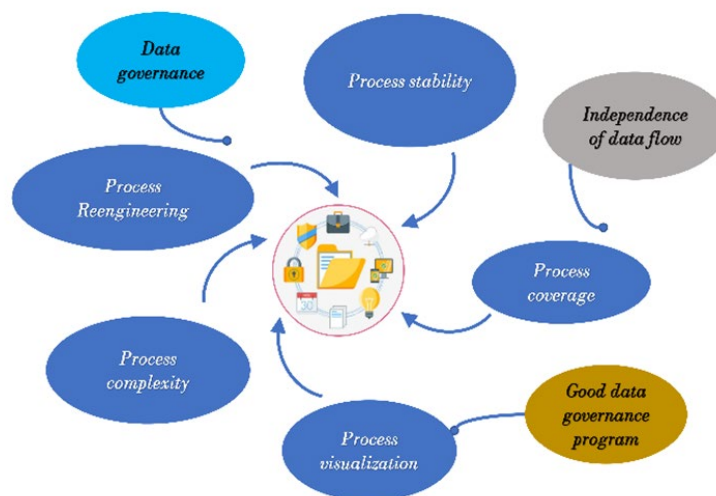 Data
governance
Process stability
Independence
of data flow
Process
Reengineering
Process
coverage
Process
complexity
Good data
governance
program
Process
visualization
30